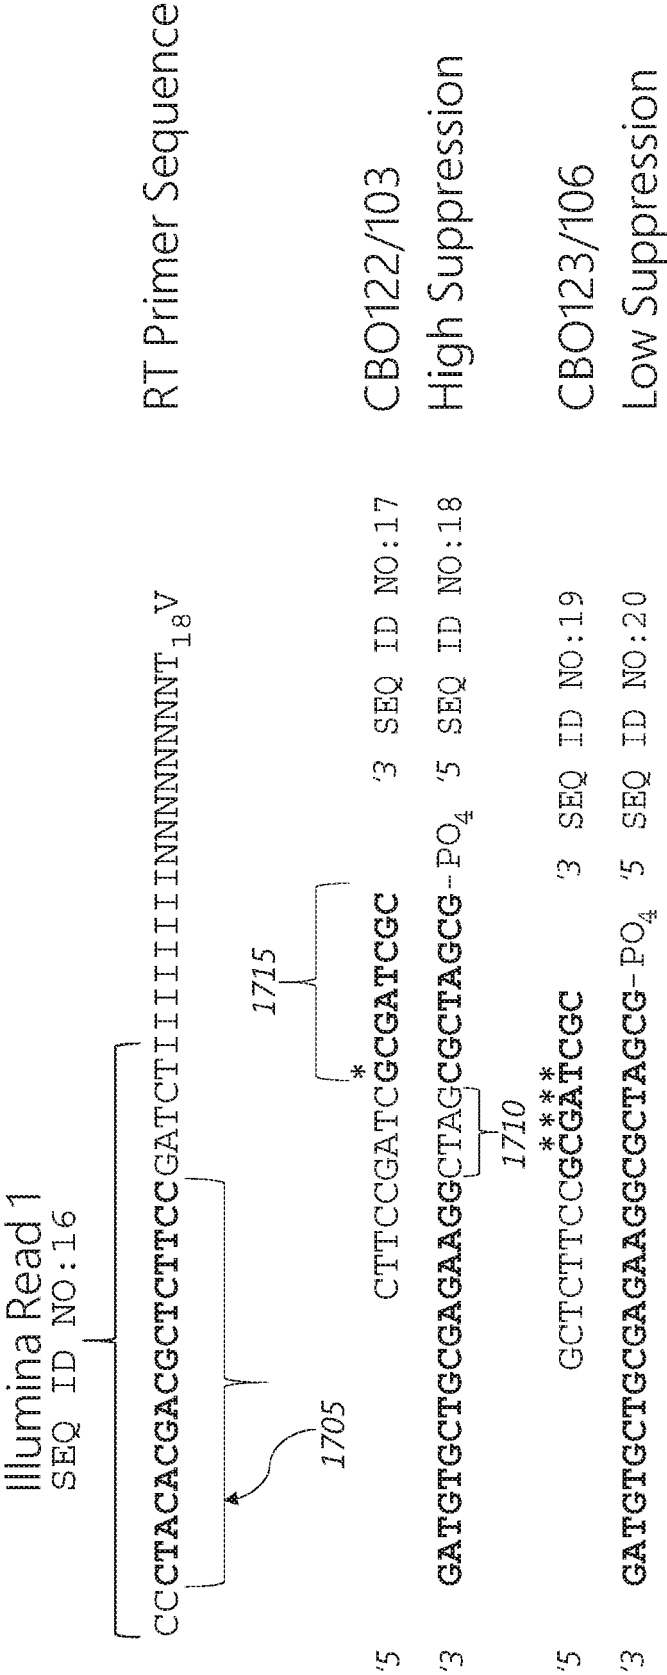 Illumina Read 1
SEQ ID NO:16
CCCTACACGACGCTCTTCCGATCTIIIIIIIINNNNNNNNT18V RT Primer Sequence
1705
1715
*
'5 CTTCCGATCGCGATCGC '3 SEQ ID NO:17 CBO122/103
'3 GATGTGCTGCGAGAAGGCTAGCGCTAGCG-PO4 '5 SEQ ID NO:18 High Suppression
1710
****
'5 GCTCTTCCGCGATCGC '3 SEQ ID NO:19 CBO123/106
'3 GATGTGCTGCGAGAAGGCGCTAGCG-PO4 '5 SEQ ID NO:20 Low Suppression